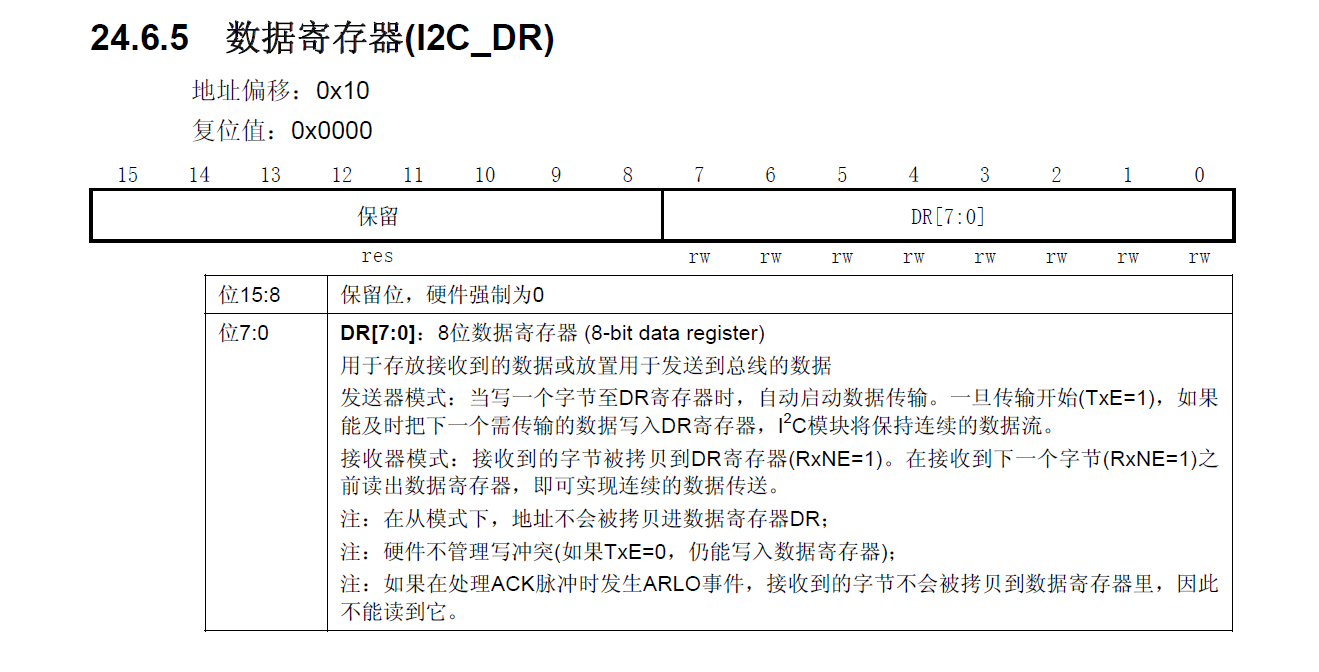 24.6.5 数据寄存器(I2C_DR)
地址偏移：0x10
复位值：0x0000
15 14 13 12 11 10 9 8 7 6 5 4 3 2 1 0
保留 DR[7:0]
res rw rw rw rw rw rw rw rw
位15:8 保留位，硬件强制为0
位7:0 DR[7:0]：8位数据寄存器 (8-bit data register)
用于存放接收到的数据或放置用于发送到总线的数据
发送器模式：当写一个字节至DR寄存器时，自动启动数据传输。一旦传输开始(TxE=1)，如果
能及时把下一个需传输的数据写入DR寄存器，I2C模块将保持连续的数据流。
接收器模式：接收到的字节被拷贝到DR寄存器(RxNE=1)。在接收到下一个字节(RxNE=1)之
前读出数据寄存器，即可实现连续的数据传送。
注：在从模式下，地址不会被拷贝进数据寄存器DR；
注：硬件不管理写冲突(如果TxE=0，仍能写入数据寄存器)；
注：如果在处理ACK脉冲时发生ARLO事件，接收到的字节不会被拷贝到数据寄存器里，因此
不能读到它。